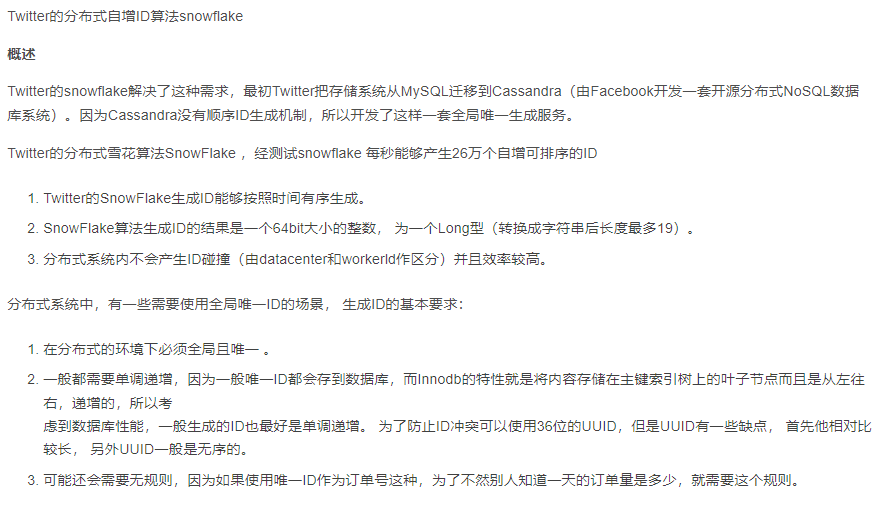 Twitter的分布式自增ID算法snowflake
概述
Twitter的snowflake解决了这种需求，最初Twitter把存储系统从MySQL迁移到Cassandra（由Facebook开发一套开源分布式NoSQL数据
库系统）。因为Cassandra没有顺序ID生成机制，所以开发了这样一套全局唯一生成服务。
Twitter的分布式雪花算法SnowFlake ，经测试snowflake 每秒能够产生26万个自增可排序的ID
1. Twitter的SnowFlake生成ID能够按照时间有序生成。
2. SnowFlake算法生成ID的结果是一个64bit大小的整数， 为一个Long型（转换成字符串后长度最多19）。
3. 分布式系统内不会产生ID碰撞（由datacenter和workerId作区分）并且效率较高。
分布式系统中，有一些需要使用全局唯一ID的场景， 生成ID的基本要求：
1. 在分布式的环境下必须全局且唯一 。
2. 一般都需要单调递增，因为一般唯一ID都会存到数据库，而Innodb的特性就是将内容存储在主键索引树上的叶子节点而且是从左往
右，递增的，所以考
虑到数据库性能，一般生成的ID也最好是单调递增。 为了防止ID冲突可以使用36位的UUID，但是UUID有一些缺点， 首先他相对比
较长， 另外UUID一般是无序的。
3. 可能还会需要无规则，因为如果使用唯一ID作为订单号这种，为了不然别人知道一天的订单量是多少，就需要这个规则。